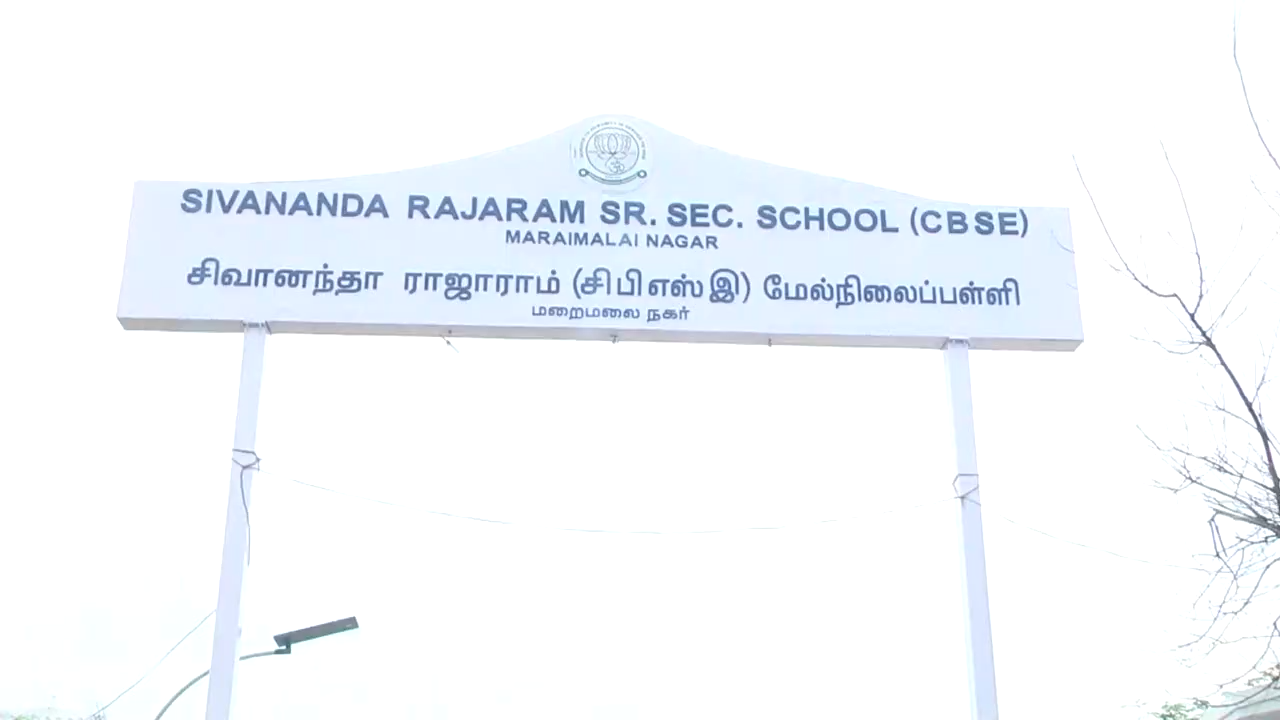 SIVANANDA RAJARAM SR. SEC. SCHOOL (CBSE)
MARAIMALAI NAGAR
சிவானந்தா ராஜாராம் (சி பி எஸ் இ) மேல்நிலைப்பள்ளி
மறைமலை நகர்